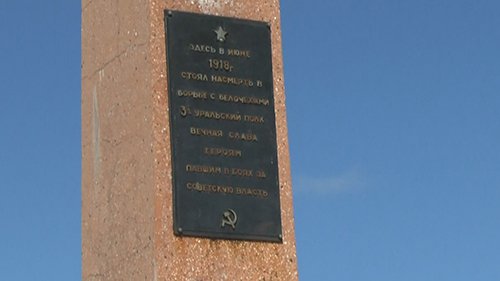 ЗДЕСЬ В ИЮНЕ
1918г.
СТОЯЛ НАСМЕРТЬ В
БОРЬБЕ С БЕЛОЧЕХАМИ
3й УРАЛЬСКИЙ ПОЛК
ВЕЧНАЯ СЛАВА
ГЕРОЯМ
ПАВШИМ В БОЯХ ЗА
СОВЕТСКУЮ ВЛАСТЬ